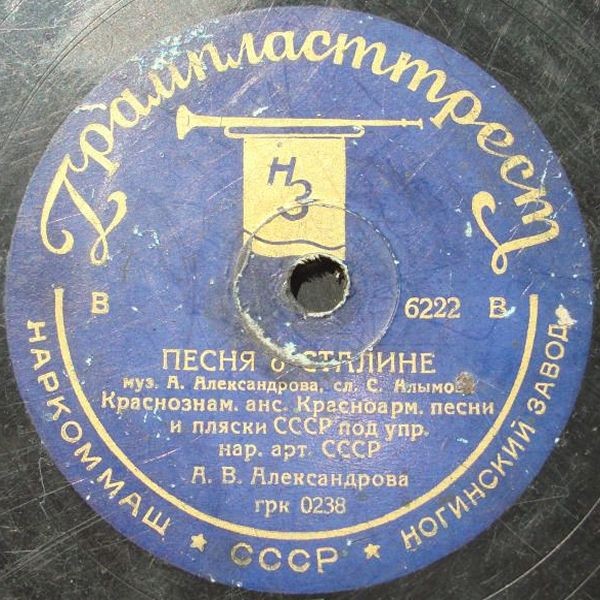 Грампласттрест
НЗ
В 6222 В
ПЕСНЯ о СТАЛИНЕ
муз. А. Александрова, сл. С. Алымова
Краснознам. анс. Красноарм. песни
и пляски СССР под упр.
нар. арт. СССР
А. В. Александрова
грк 0238
НАРКОММАШ ★ СССР ★ НОГИНСКИЙ ЗАВОД